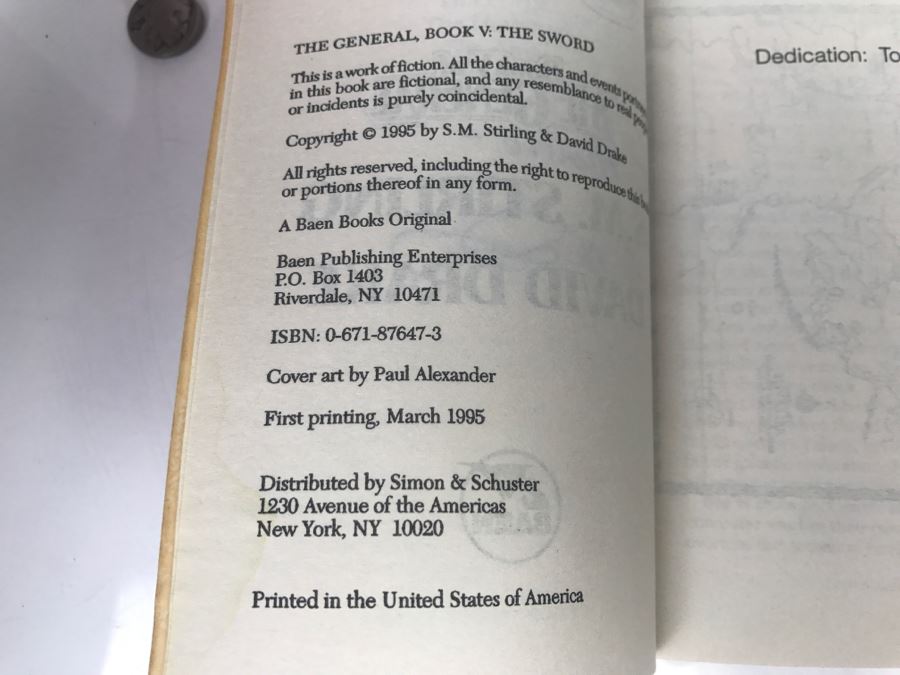 THE GENERAL, BOOK V: THE SWORD
This is a work of fiction. All the characters and events
in this book are fictional, and any resemblance to real
or incidents is purely coincidental.
Copyright © 1995 by S.M. Stirling & David Drake
All rights reserved, including the right to reproduce this
or portions thereof in any form.
A Baen Books Original
Baen Publishing Enterprises
P.O. Box 1403
Riverdale, NY 10471
ISBN: 0-671-87647-3
Cover art by Paul Alexander
First printing, March 1995
Distributed by Simon & Schuster
1230 Avenue of the Americas
New York, NY 10020
Printed in the United States of America
Dedication: To